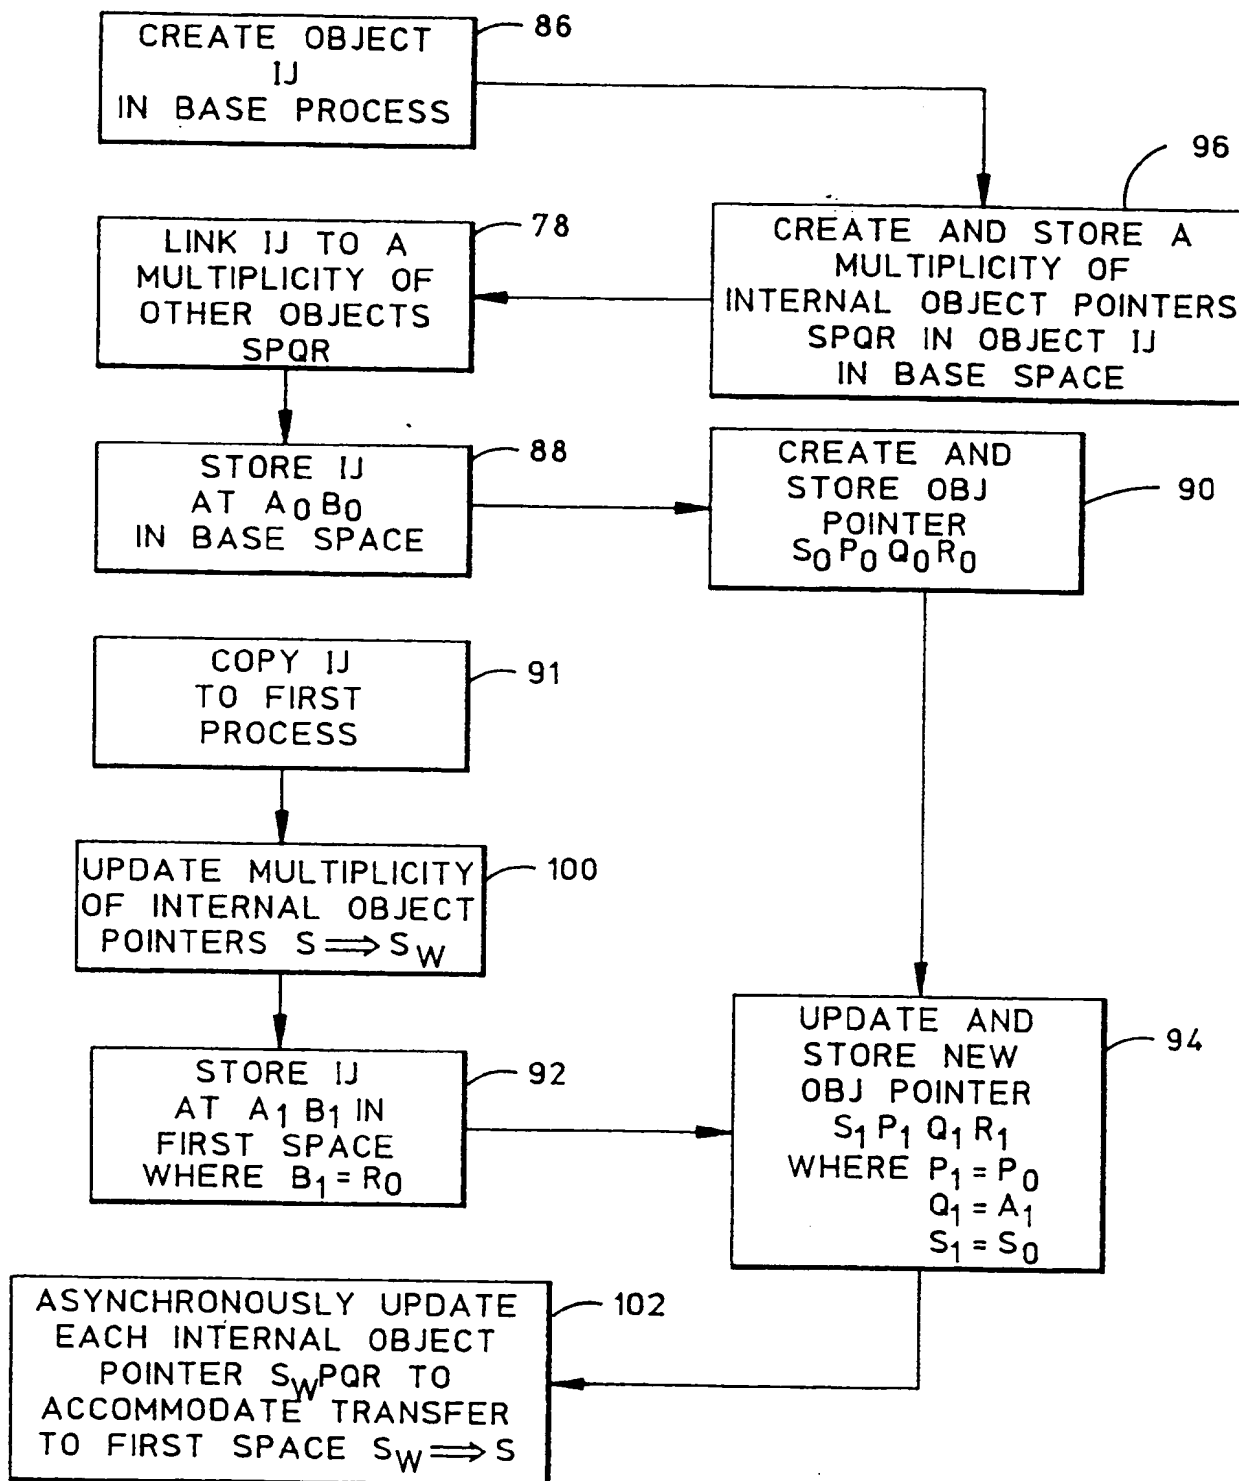 CREATE OBJECT
IJ
IN BASE PROCESS
86
96
CREATE AND STORE A
MULTIPLICITY OF
INTERNAL OBJECT POINTERS
SPQR IN OBJECT IJ
IN BASE SPACE
78
LINK IJ TO A
MULTIPLICITY OF
OTHER OBJECTS
SPQR
88
STORE IJ
AT A0 B0
IN BASE SPACE
90
CREATE AND
STORE OBJ
POINTER
S0 P0 Q0 R0
91
COPY IJ
TO FIRST
PROCESS
100
UPDATE MULTIPLICITY
OF INTERNAL OBJECT
POINTERS S ⟹ SW
92
STORE IJ
AT A1 B1 IN
FIRST SPACE
WHERE B1 = R0
94
UPDATE AND
STORE NEW
OBJ POINTER
S1 P1 Q1 R1
WHERE P1 = P0
Q1 = A1
S1 = S0
102
ASYNCHRONOUSLY UPDATE
EACH INTERNAL OBJECT
POINTER SWPQR TO
ACCOMMODATE TRANSFER
TO FIRST SPACE SW ⟹ S